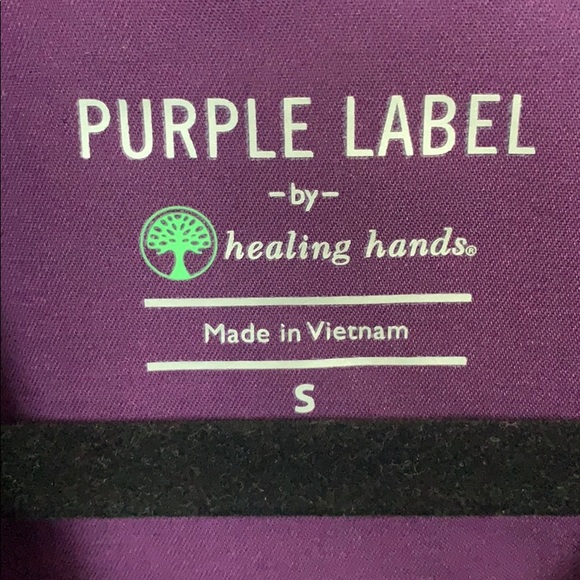 PURPLE LABEL
-by-
healing hands®
Made in Vietnam
S